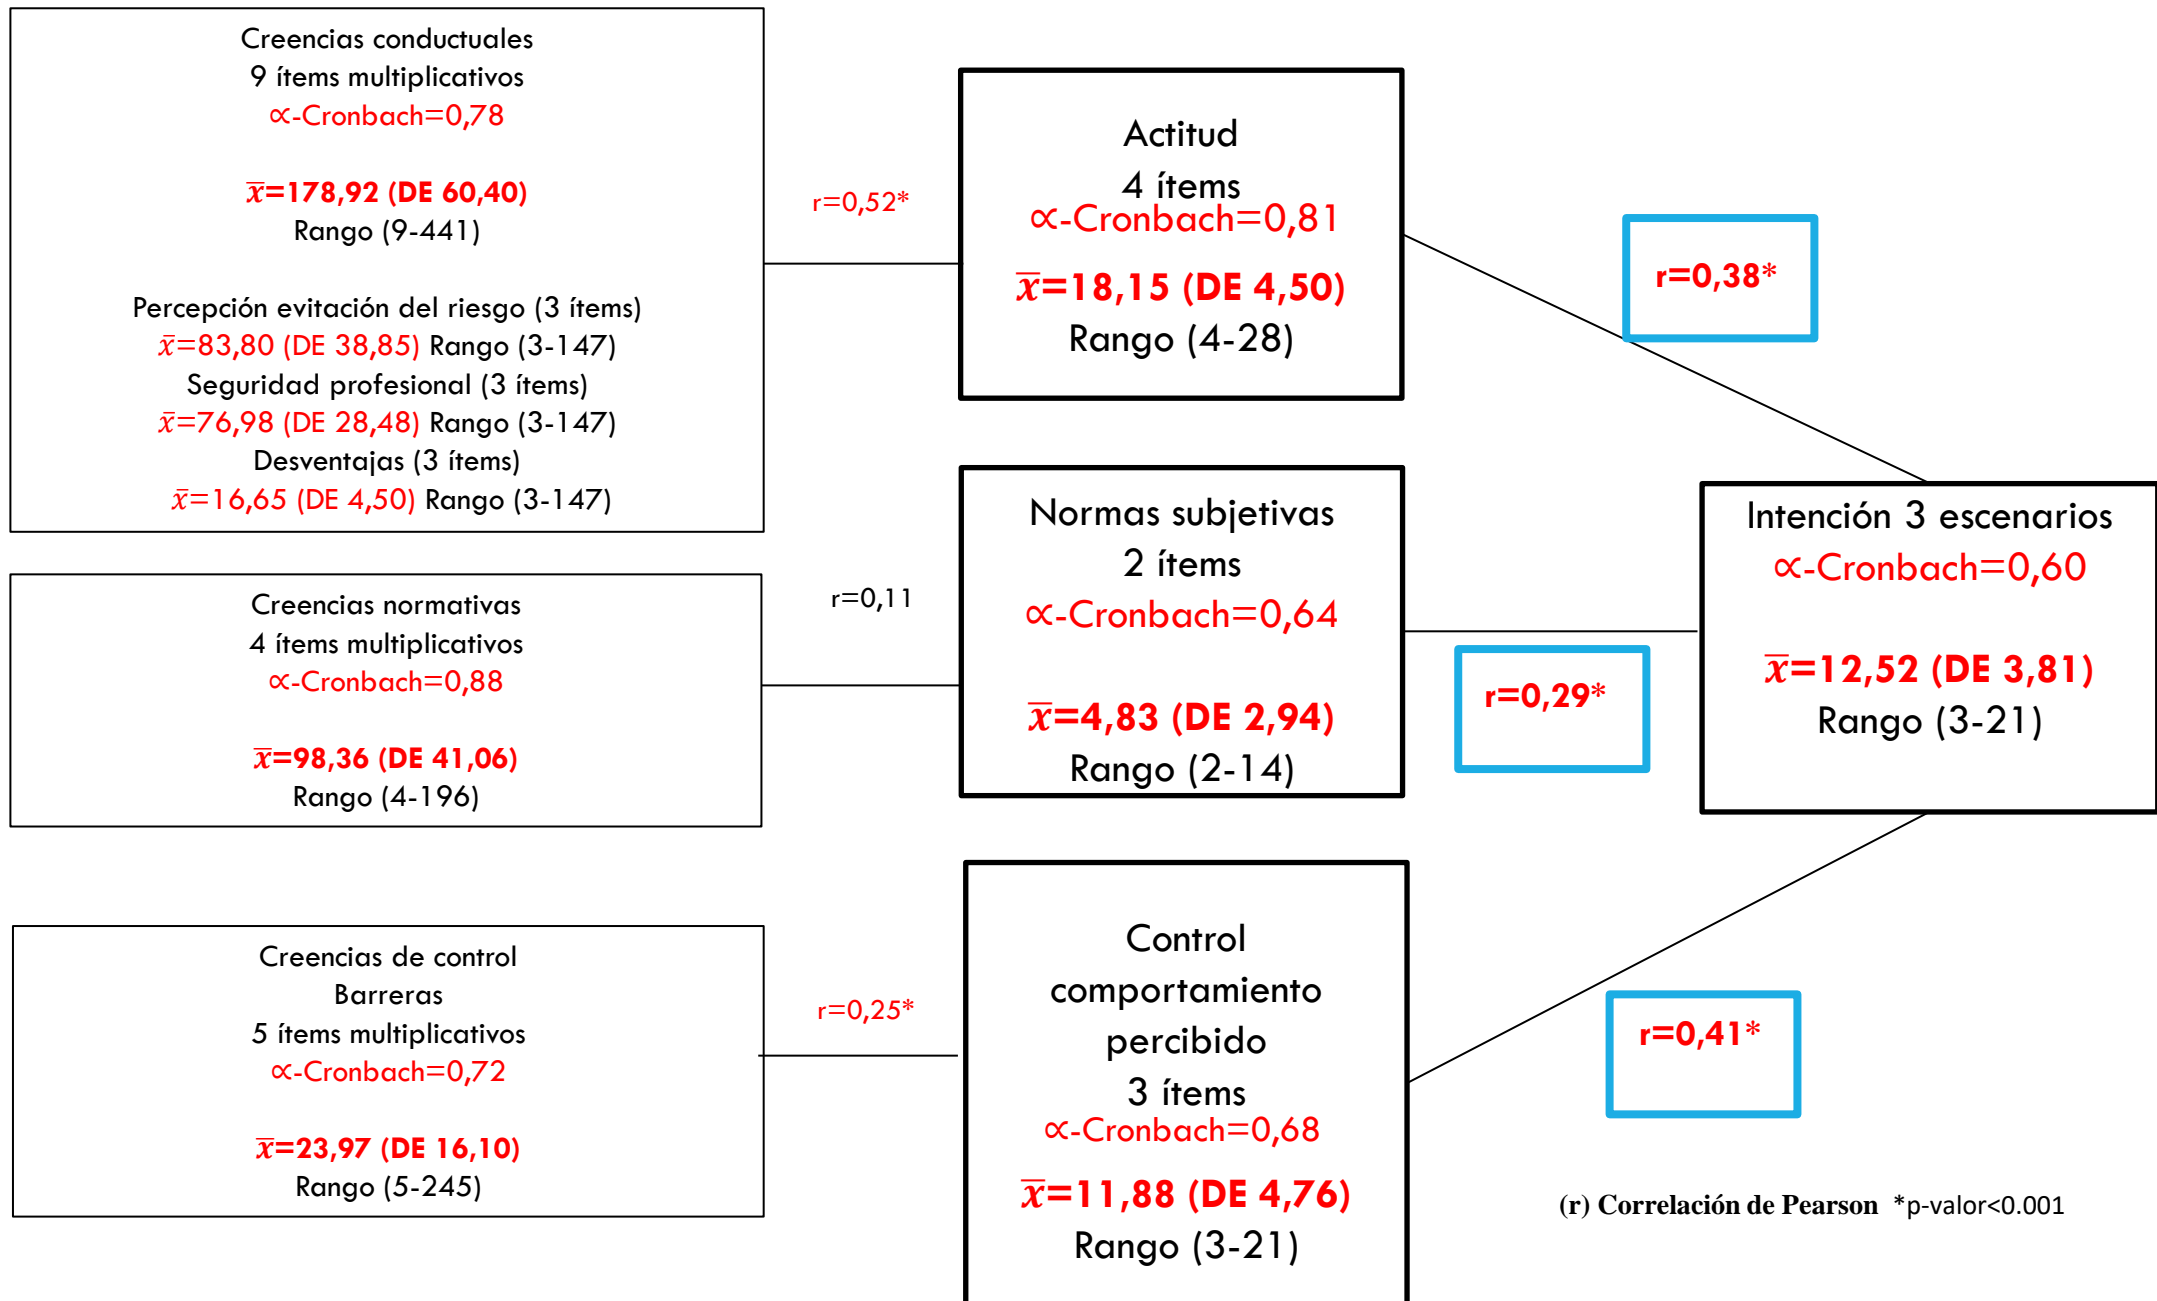 Creencias conductuales
9 ítems multiplicativos
∝-Cronbach=0,78
x̅=178,92 (DE 60,40)
Rango (9-441)
Percepción evitación del riesgo (3 ítems)
x̅=83,80 (DE 38,85) Rango (3-147)
Seguridad profesional (3 ítems)
x̅=76,98 (DE 28,48) Rango (3-147)
Desventajas (3 ítems)
x̅=16,65 (DE 4,50) Rango (3-147)
r=0,52*
Actitud
4 ítems
∝-Cronbach=0,81
x̅=18,15 (DE 4,50)
Rango (4-28)
r=0,38*
Creencias normativas
4 ítems multiplicativos
∝-Cronbach=0,88
x̅=98,36 (DE 41,06)
Rango (4-196)
r=0,11
Normas subjetivas
2 ítems
∝-Cronbach=0,64
x̅=4,83 (DE 2,94)
Rango (2-14)
r=0,29*
Intención 3 escenarios
∝-Cronbach=0,60
x̅=12,52 (DE 3,81)
Rango (3-21)
Creencias de control
Barreras
5 ítems multiplicativos
∝-Cronbach=0,72
x̅=23,97 (DE 16,10)
Rango (5-245)
r=0,25*
Control
comportamiento
percibido
3 ítems
∝-Cronbach=0,68
x̅=11,88 (DE 4,76)
Rango (3-21)
r=0,41*
(r) Correlación de Pearson *p-valor<0.001